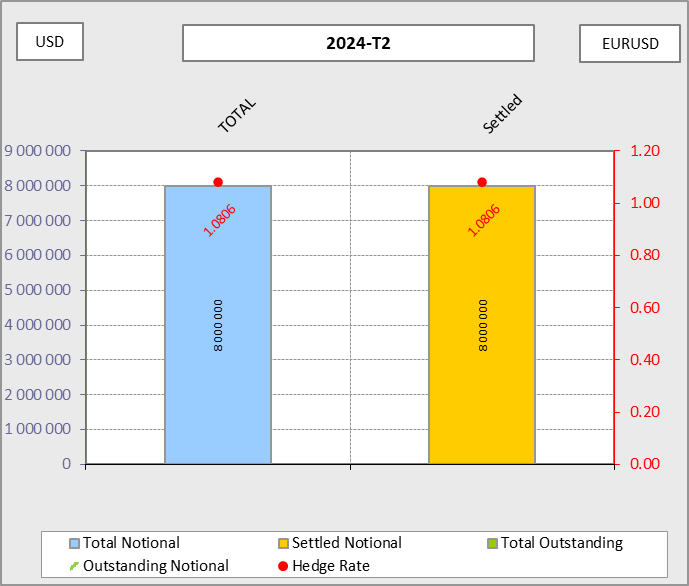 USD
2024-T2
EURUSD
TOTAL
Settled
9 000 000
8 000 000
7 000 000
6 000 000
5 000 000
4 000 000
3 000 000
2 000 000
1 000 000
0
1.0806
8 000 000
1.0806
8 000 000
1.20
1.00
0.80
0.60
0.40
0.20
0.00
Total Notional
Settled Notional
Total Outstanding
Outstanding Notional
Hedge Rate